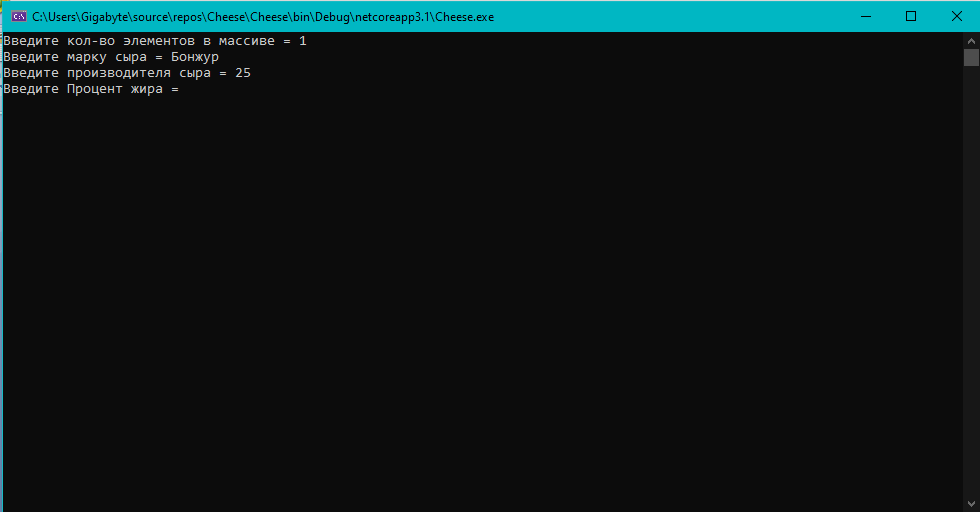 C:\Users\Gigabyte\source\repos\Cheese\Cheese\bin\Debug\netcoreapp3.1\Cheese.exe
Введите кол-во элементов в массиве = 1
Введите марку сыра = Бонжур
Введите производителя сыра = 25
Введите Процент жира =